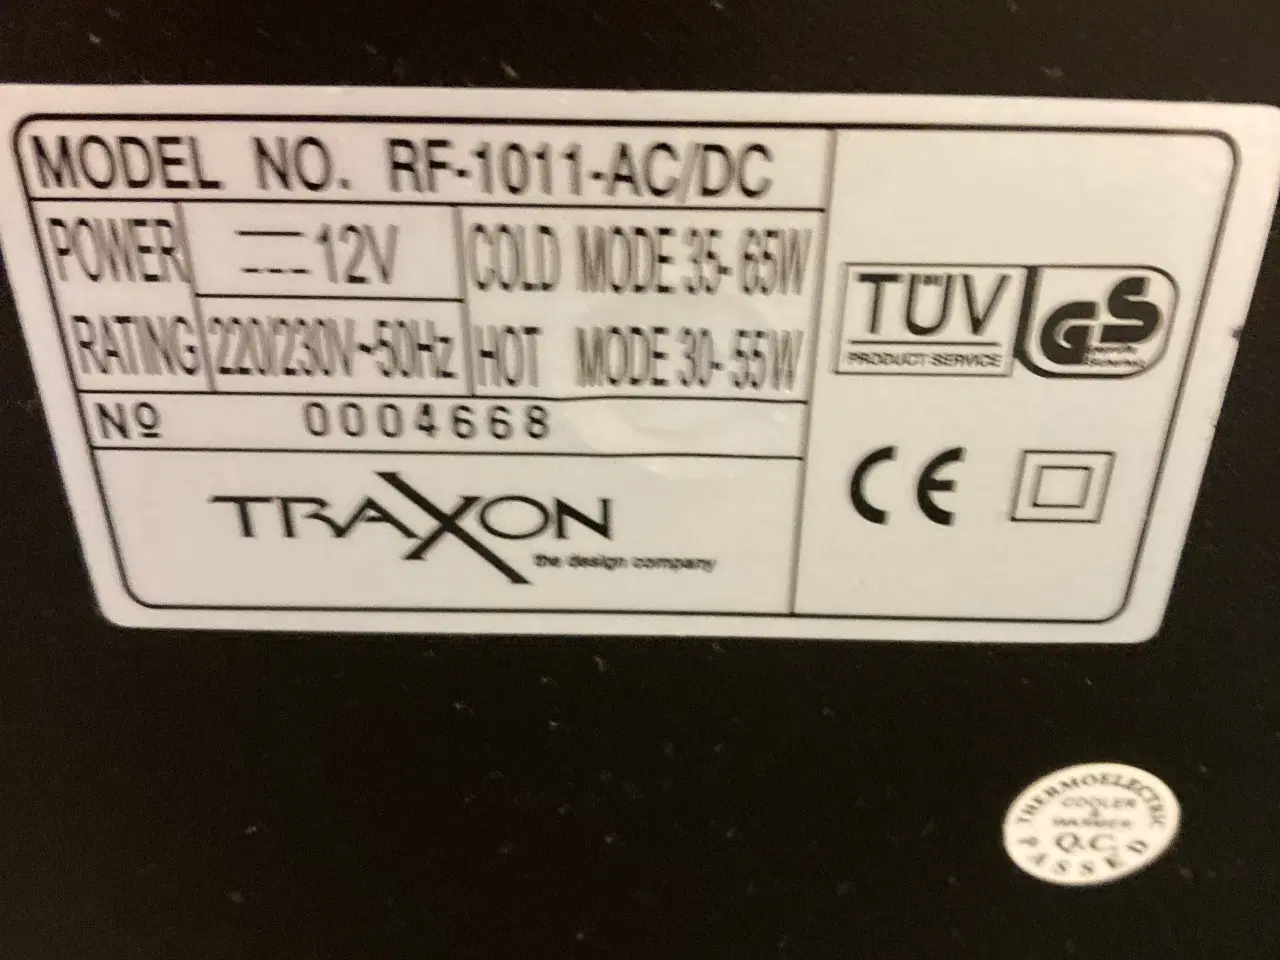 MODEL NO. RF-1011-AC/DC
POWER RATING
⎓12V
220/230V~50Hz
COLD MODE 35-65W
HOT MODE 30-55W
Nº 0004668
TRAXON
the design company
TÜV
PRODUCT SERVICE
GS
CE
THERMOELECTRIC
COOLER
&
WARMER
Q.C.
PASSED